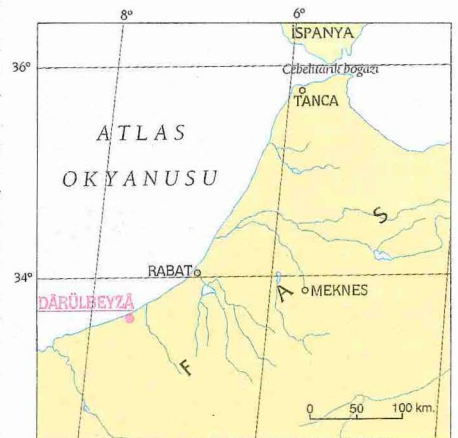 8°
6°
İSPANYA
36°
Cebelitarık boğazı
TANCA
ATLAS
OKYANUSU
S
RABAT
34°
A
MEKNES
DÂRÜLBEYZÂ
F
0 50 100 km.